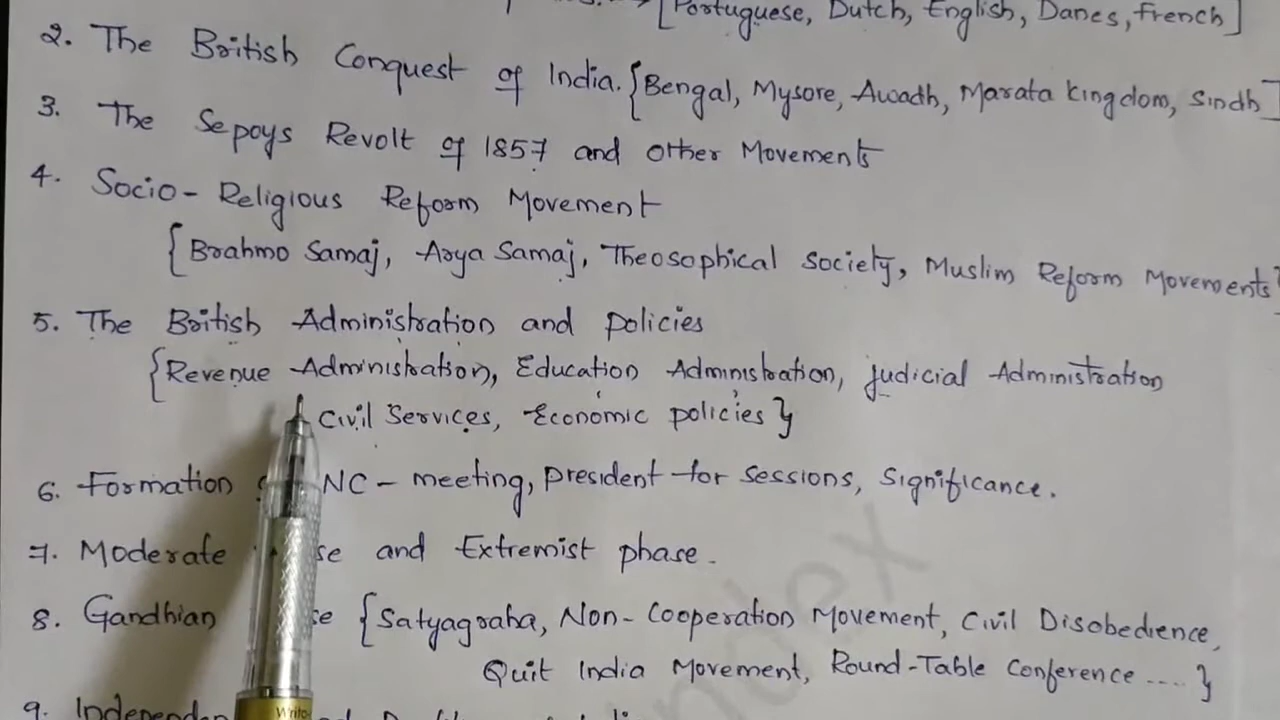 [Portuguese, Dutch, English, Danes, French]
2. The British Conquest of India. {Bengal, Mysore, Awadh, Marata kingdom, Sindh]
3. The Sepoys Revolt of 1857 and other Movements
4. Socio-Religious Reform Movement
{Brahmo Samaj, Arya Samaj, Theosophical society, Muslim Reform Movements}
5. The British Administration and policies
{Revenue Administration, Education Administration, judicial Administration
Civil Services, Economic policies}
6. Formation NC - meeting, president for sessions, significance.
7. Moderate se and Extremist phase.
8. Gandhian se {Satyagraha, Non-Cooperation Movement, Civil Disobedience,
Quit India Movement, Round-Table Conference ....}
9.
Write